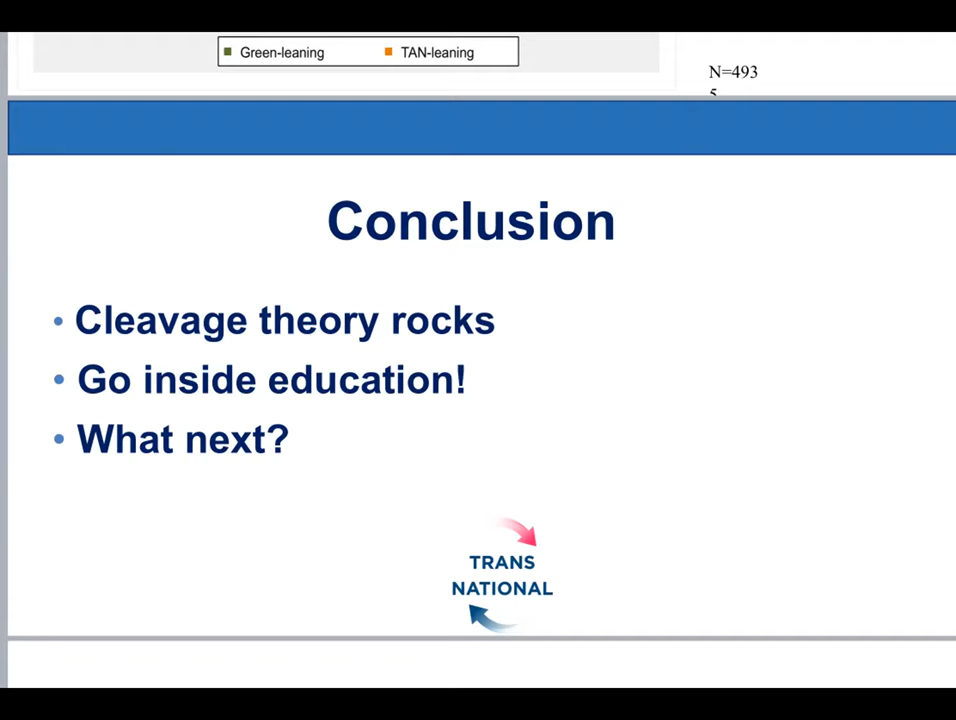 Green-leaning TAN-leaning
N=493
5
Conclusion
• Cleavage theory rocks
• Go inside education!
• What next?
TRANS
NATIONAL